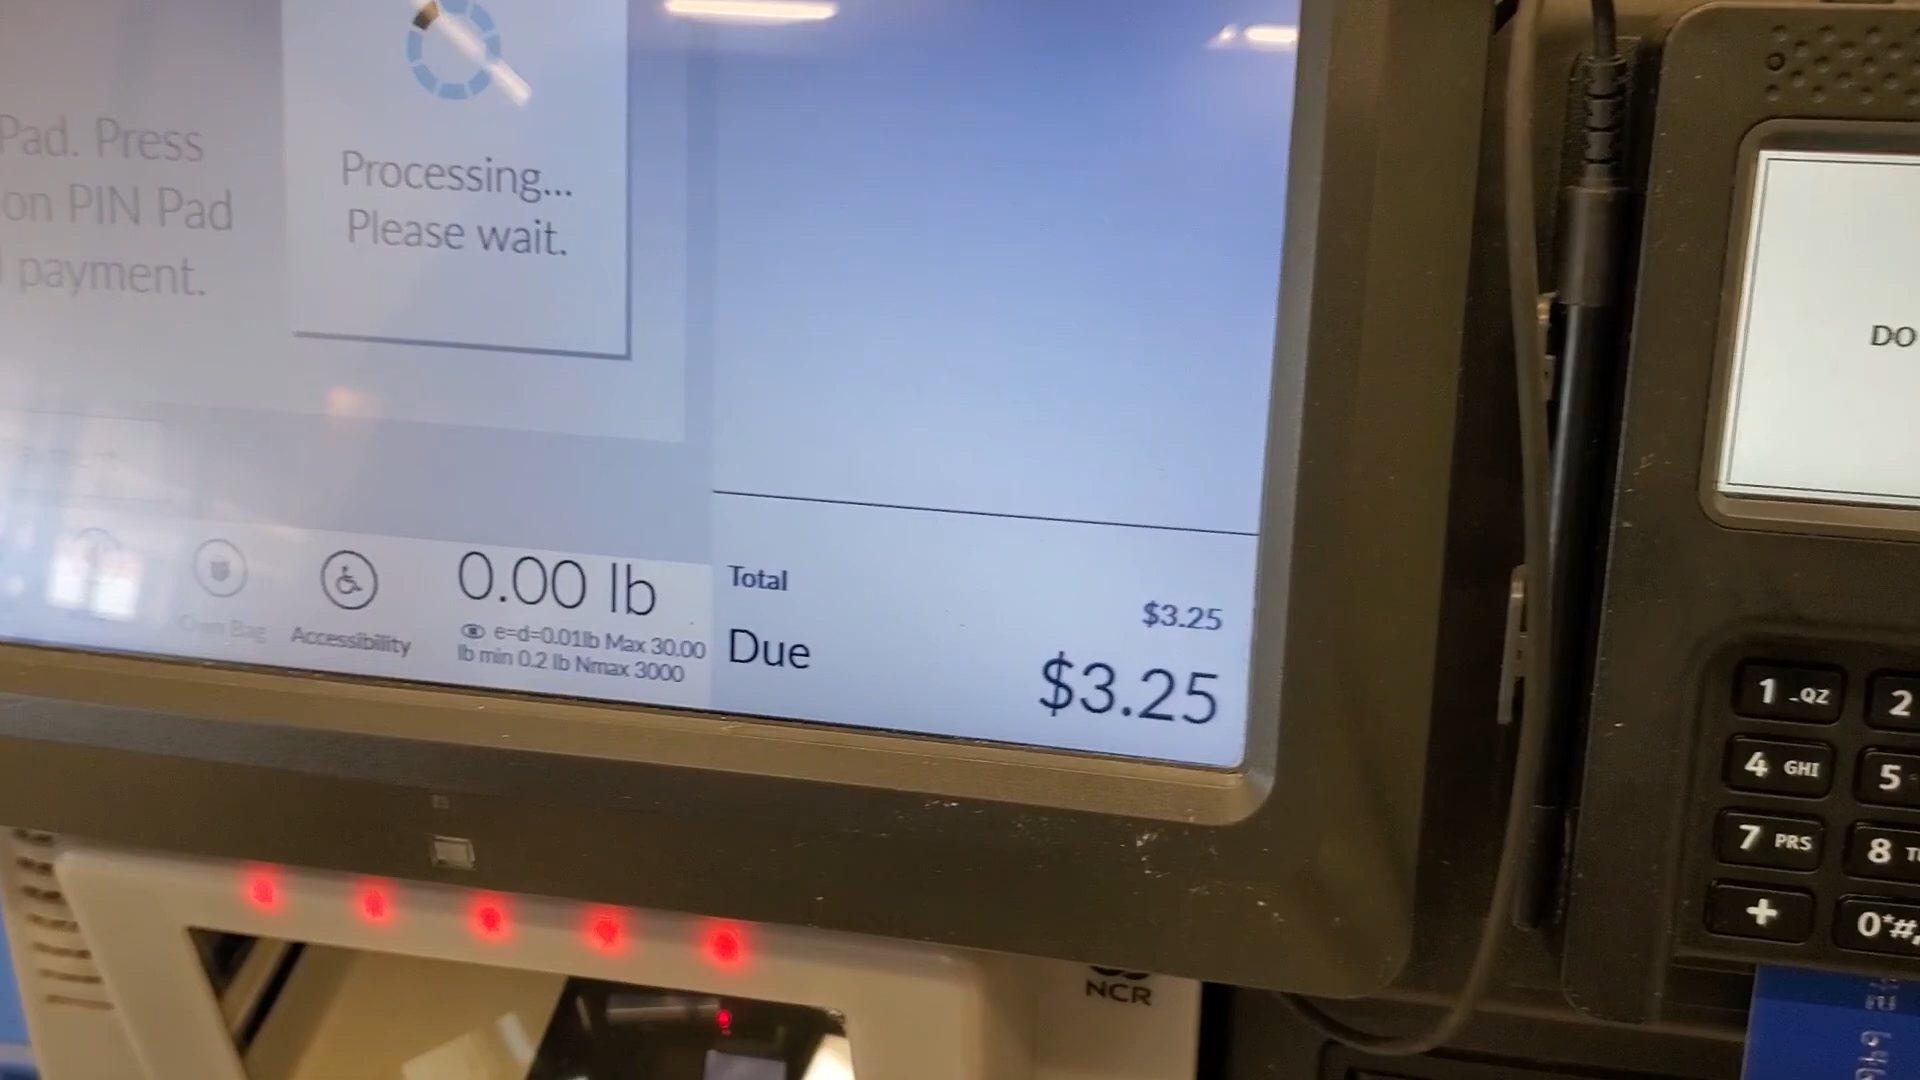 Pad. Press
on PIN Pad
payment.
Processing...
Please wait.
Own Bag
Accessibility
0.00 lb
e=d=0.01lb Max 30.00
lb min 0.2 lb Nmax 3000
Total
$3.25
Due
$3.25
NCR
DO
1 -QZ
2
4 GHI
5
7 PRS
8
+
0*#,